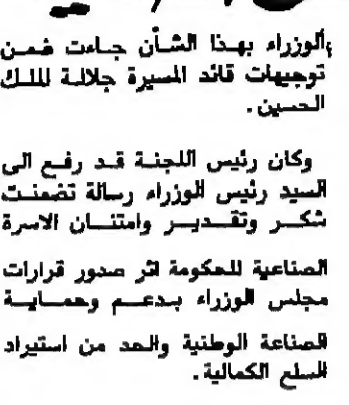 الوزراء بهذا الشأن جاءت ضمن
توجيهات قائد المسيرة جلالة الملك
الحسين.
وكان رئيس اللجنة قد رفع الى
السيد رئيس الوزراء رسالة تضمنت
شكر وتقدير وامتنان الاسرة
الصناعية للحكومة اثر صدور قرارات
مجلس الوزراء بدعم وحماية
الصناعة الوطنية والحد من استيراد
السلع الكمالية.